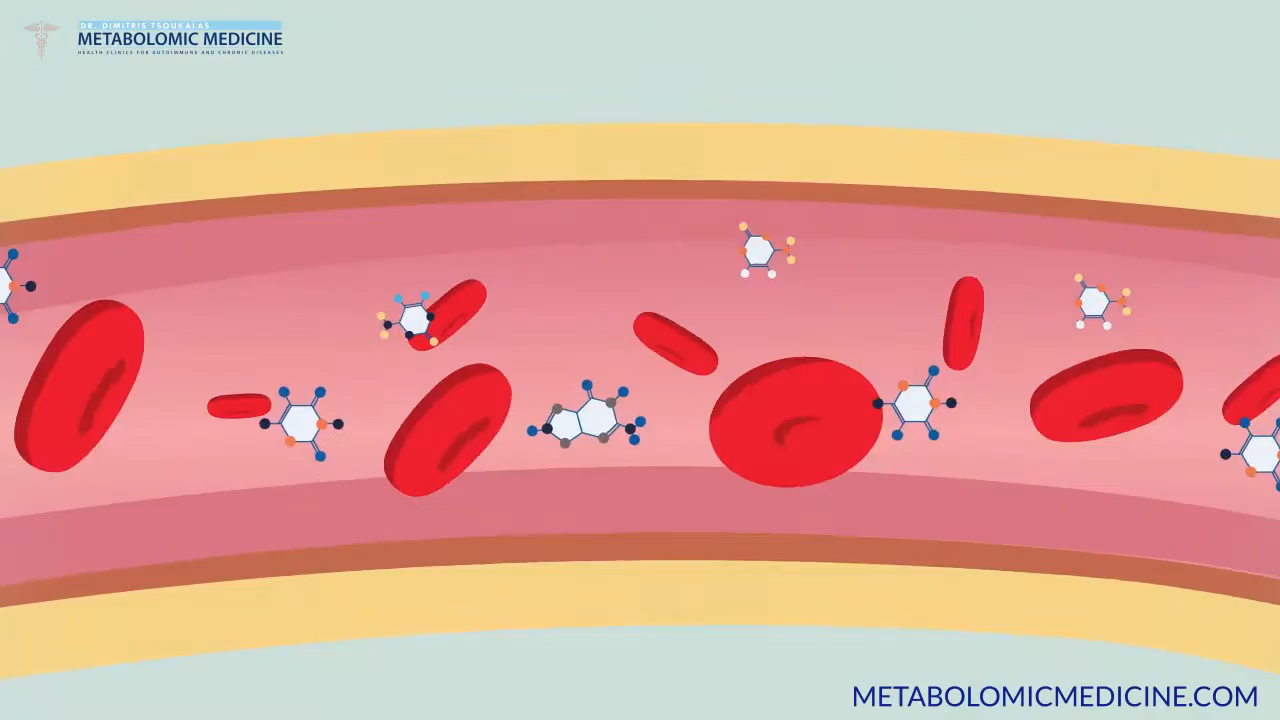 DR. DIMITRIS TSOUKALAS
METABOLOMIC MEDICINE
HEALTH CLINICS FOR AUTOIMMUNE AND CHRONIC DISEASES
METABOLOMICMEDICINE.COM